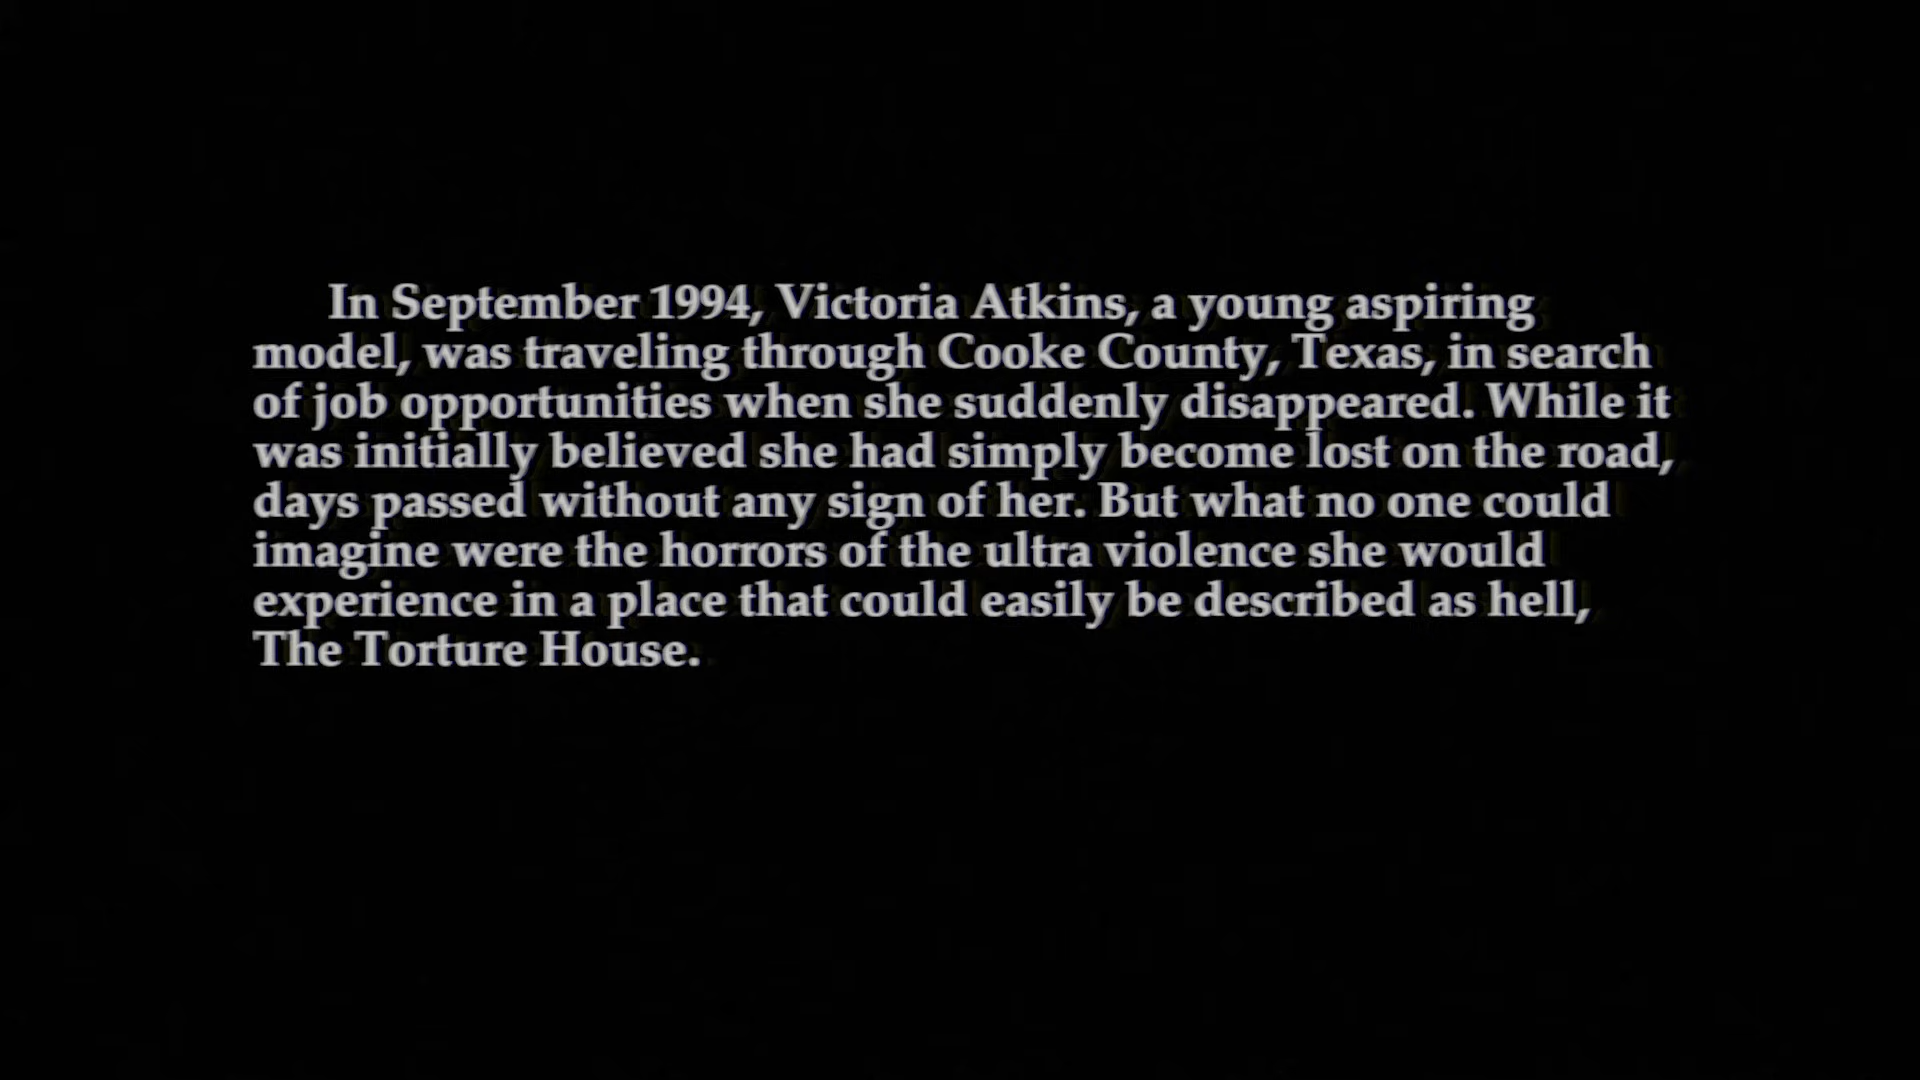 In September 1994, Victoria Atkins, a young aspiring
model, was traveling through Cooke County, Texas, in search
of job opportunities when she suddenly disappeared. While it
was initially believed she had simply become lost on the road,
days passed without any sign of her. But what no one could
imagine were the horrors of the ultra violence she would
experience in a place that could easily be described as hell,
The Torture House.